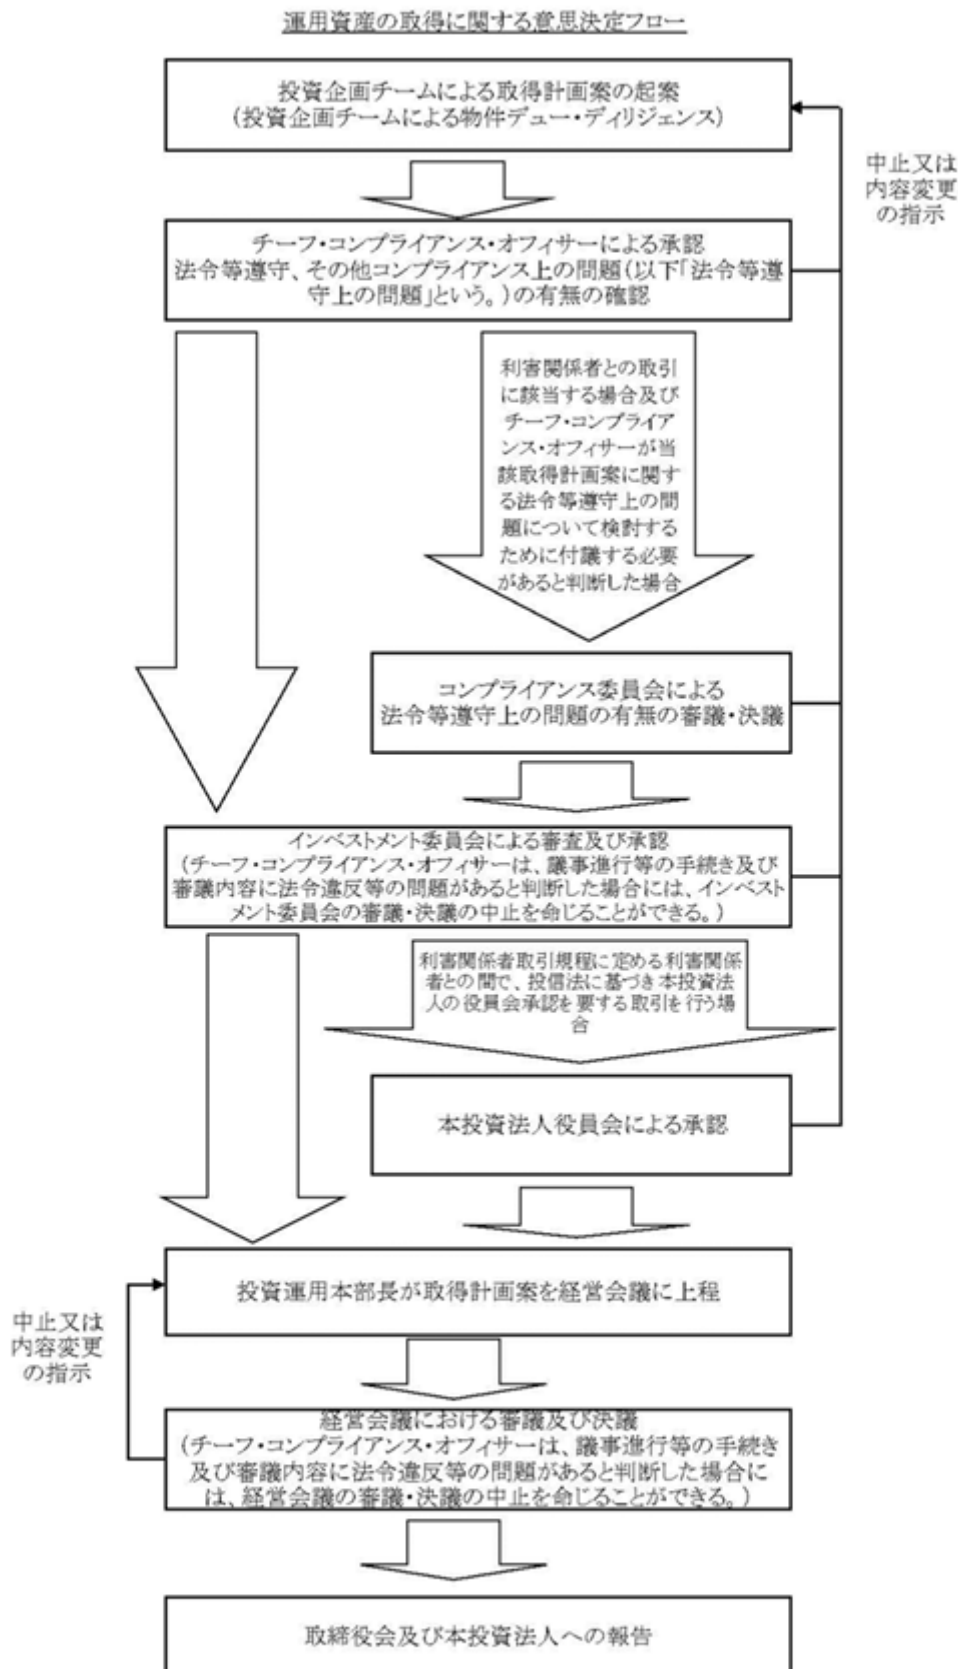 運用資産の取得に関する意思決定フロー
投資企画チームによる取得計画案の起案
(投資企画チームによる物件デュー・ディリジェンス)
中止又は
内容変更
の指示
チーフ・コンプライアンス・オフィサーによる承認
法令等遵守、その他コンプライアンス上の問題(以下「法令等遵
守上の問題」という。)の有無の確認
利害関係者との取引
に該当する場合及び
チーフ・コンプライア
ンス・オフィサーが当
該取得計画案に関す
る法令等遵守上の問
題について検討する
ために付議する必要
があると判断した場合
コンプライアンス委員会による
法令等遵守上の問題の有無の審議・決議
インベストメント委員会による審査及び承認
(チーフ・コンプライアンス・オフィサーは、議事進行等の手続き及び
審議内容に法令違反等の問題があると判断した場合には、インベスト
メント委員会の審議・決議の中止を命じることができる。)
利害関係者取引規程に定める利害関係
者との間で、投信法に基づき本投資法
人の役員会承認を要する取引を行う場
合
本投資法人役員会による承認
投資運用本部長が取得計画案を経営会議に上程
中止又は
内容変更
の指示
経営会議における審議及び決議
(チーフ・コンプライアンス・オフィサーは、議事進行等の手続き
及び審議内容に法令違反等の問題があると判断した場合に
は、経営会議の審議・決議の中止を命じることができる。)
取締役会及び本投資法人への報告